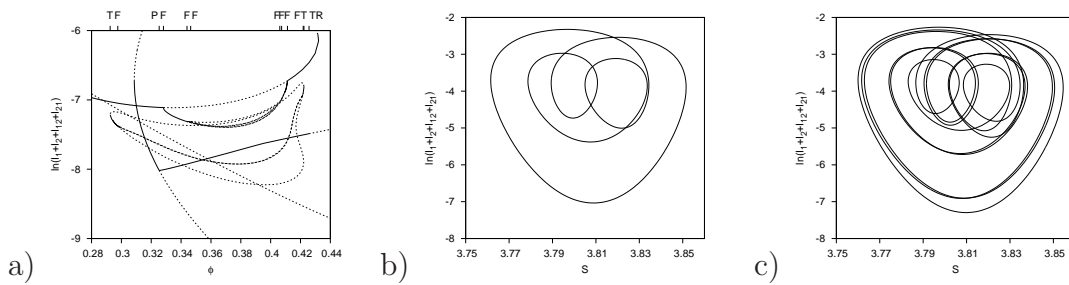 T F P F F F F F F F T TR
-6
-7
-8
-9
ln(I1+I2+I12+I21)
0.28 0.3 0.32 0.34 0.36 0.38 0.4 0.42 0.44
ϕ
a)
-2
-3
-4
-5
-6
-7
-8
ln(I1+I2+I12+I21)
3.75 3.77 3.79 3.81 3.83 3.85
S
b)
-2
-3
-4
-5
-6
-7
-8
ln(I1+I2+I12+I21)
3.75 3.77 3.79 3.81 3.83 3.85
S
c)